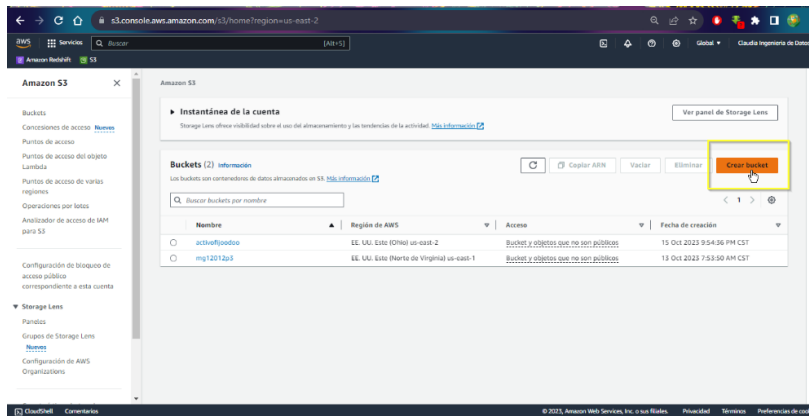 s3.console.aws.amazon.com/s3/home?region=us-east-2
aws
Servicios
Buscar
[Alt+S]
Global
Claudia Ingenieria de Datos
Amazon Redshift
S3
Amazon S3
Buckets
Concesiones de acceso Nuevos
Puntos de acceso
Puntos de acceso del objeto
Lambda
Puntos de acceso de varias
regiones
Operaciones por lotes
Analizador de acceso de IAM
para S3
Configuración de bloqueo de
acceso público
correspondiente a esta cuenta
Storage Lens
Paneles
Grupos de Storage Lens
Nuevos
Configuración de AWS
Organizations
Amazon S3
Instantánea de la cuenta
Storage Lens ofrece visibilidad sobre el uso del almacenamiento y las tendencias de la actividad. Más información
Ver panel de Storage Lens
Buckets (2) Información
Los buckets son contenedores de datos almacenados en S3. Más información
Copiar ARN
Vaciar
Eliminar
Crear bucket
Buscar buckets por nombre
1
Nombre
Región de AWS
Acceso
Fecha de creación
activofijoodoo
EE. UU. Este (Ohio) us-east-2
Bucket y objetos que no son públicos
15 Oct 2023 9:54:36 PM CST
mg12012p3
EE. UU. Este (Norte de Virginia) us-east-1
Bucket y objetos que no son públicos
13 Oct 2023 7:53:50 AM CST
CloudShell
Comentarios
© 2023, Amazon Web Services, Inc. o sus filiales.
Privacidad
Términos